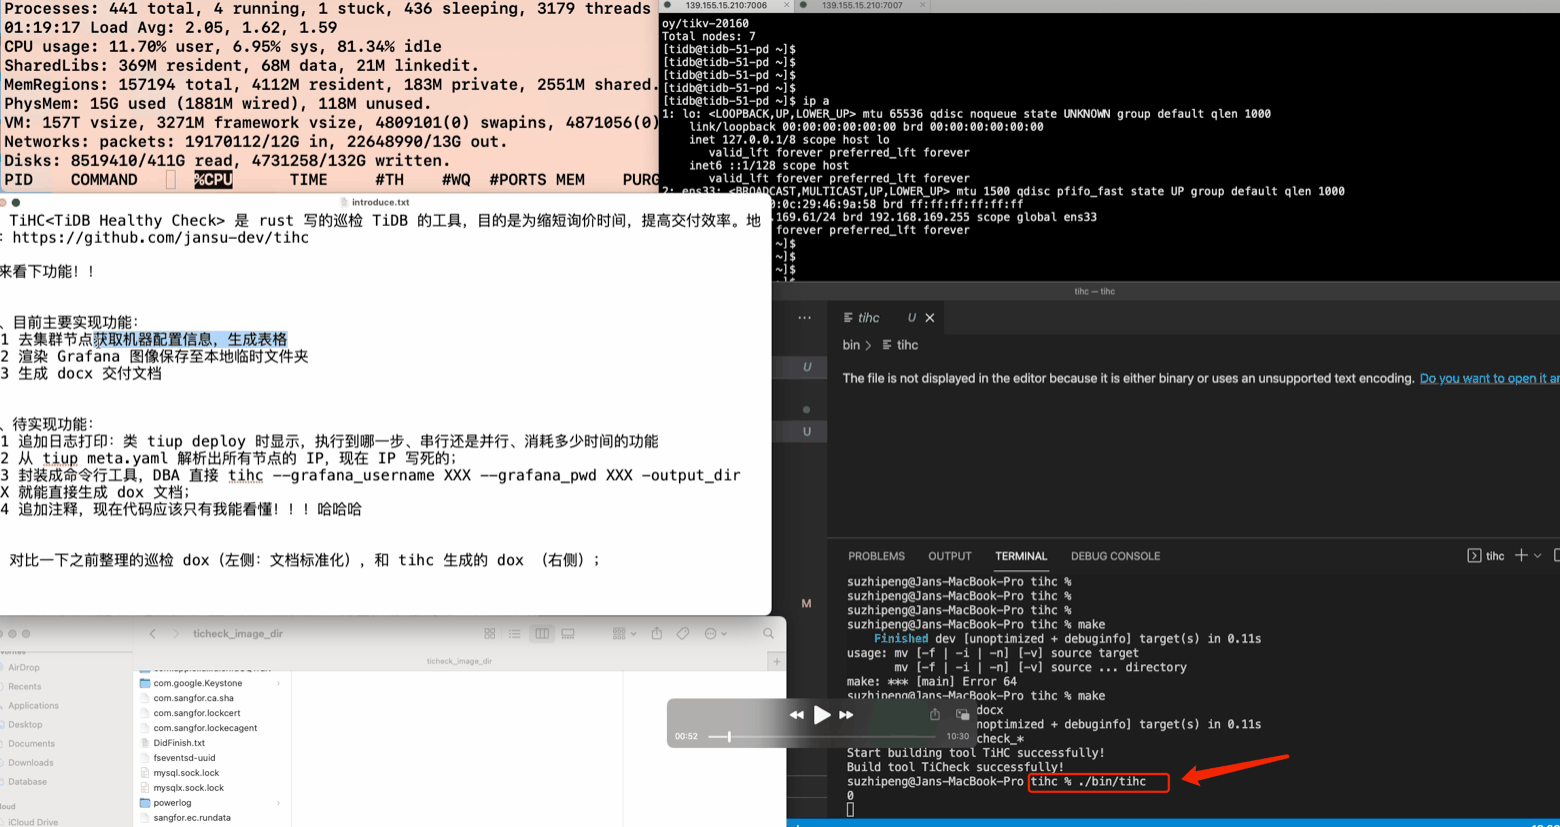 Processes: 441 total, 4 running, 1 stuck, 436 sleeping, 3179 threads
01:19:17 Load Avg: 2.05, 1.62, 1.59
CPU usage: 11.70% user, 6.95% sys, 81.34% idle
SharedLibs: 369M resident, 68M data, 21M linkedit.
MemRegions: 157194 total, 4112M resident, 183M private, 2551M shared.
PhysMem: 15G used (1881M wired), 118M unused.
VM: 157T vsize, 3271M framework vsize, 4809101(0) swapins, 4871056(0)
Networks: packets: 19170112/12G in, 22648990/13G out.
Disks: 8519410/411G read, 4731258/132G written.
PID COMMAND %CPU TIME #TH #WQ #PORTS MEM PURG
139.155.15.210:7006 × 139.155.15.210:7007 ×
oy/tikv-20160
Total nodes: 7
[tidb@tidb-51-pd ~]$
[tidb@tidb-51-pd ~]$
[tidb@tidb-51-pd ~]$
[tidb@tidb-51-pd ~]$
[tidb@tidb-51-pd ~]$ ip a
1: lo: <LOOPBACK,UP,LOWER_UP> mtu 65536 qdisc noqueue state UNKNOWN group default qlen 1000
link/loopback 00:00:00:00:00:00 brd 00:00:00:00:00:00
inet 127.0.0.1/8 scope host lo
valid_lft forever preferred_lft forever
inet6 ::1/128 scope host
valid_lft forever preferred_lft forever
2: ens33: <BROADCAST,MULTICAST,UP,LOWER_UP> mtu 1500 qdisc pfifo_fast state UP group default qlen 1000
0:0c:29:46:9a:58 brd ff:ff:ff:ff:ff:ff
.169.61/24 brd 192.168.169.255 scope global ens33
forever preferred_lft forever
~]$
~]$
~]$
introduce.txt
TiHC<TiDB Healthy Check> 是 rust 写的巡检 TiDB 的工具，目的是为缩短询价时间，提高交付效率。地
: https://github.com/jansu-dev/tihc
来看下功能！！
、目前主要实现功能：
1 去集群节点获取机器配置信息，生成表格
2 渲染 Grafana 图像保存至本地临时文件夹
3 生成 docx 交付文档
、待实现功能：
1 追加日志打印：类 tiup deploy 时显示，执行到哪一步、串行还是并行、消耗多少时间的功能
2 从 tiup meta.yaml 解析出所有节点的 IP，现在 IP 写死的；
3 封装成命令行工具，DBA 直接 tihc --grafana_username XXX --grafana_pwd XXX -output_dir
X 就能直接生成 dox 文档；
4 追加注释，现在代码应该只有我能看懂！！！哈哈哈
对比一下之前整理的巡检 dox（左侧：文档标准化），和 tihc 生成的 dox （右侧）；
tihc — tihc
··· tihc U ×
bin > tihc
U
The file is not displayed in the editor because it is either binary or uses an unsupported text encoding. Do you want to open it an
U
M
PROBLEMS OUTPUT TERMINAL DEBUG CONSOLE tihc
suzhipeng@Jans-MacBook-Pro tihc %
suzhipeng@Jans-MacBook-Pro tihc %
suzhipeng@Jans-MacBook-Pro tihc %
suzhipeng@Jans-MacBook-Pro tihc % make
Finished dev [unoptimized + debuginfo] target(s) in 0.11s
usage: mv [-f | -i | -n] [-v] source target
mv [-f | -i | -n] [-v] source ... directory
make: *** [main] Error 64
suzhipeng@Jans-MacBook-Pro tihc % make
docx
noptimized + debuginfo] target(s) in 0.11s
check_*
Start building tool TiHC successfully!
Build tool TiCheck successfully!
suzhipeng@Jans-MacBook-Pro tihc % ./bin/tihc
0
ticheck_image_dir
ticheck_image_dir
AirDrop
Recents
Applications
Desktop
Documents
Downloads
Database
iCloud Drive
com.google.Keystone
com.sangfor.ca.sha
com.sangfor.lockcert
com.sangfor.lockecagent
DidFinish.txt
fseventsd-uuid
mysql.sock.lock
mysqlx.sock.lock
powerlog
sangfor.ec.rundata
00:52 10:30